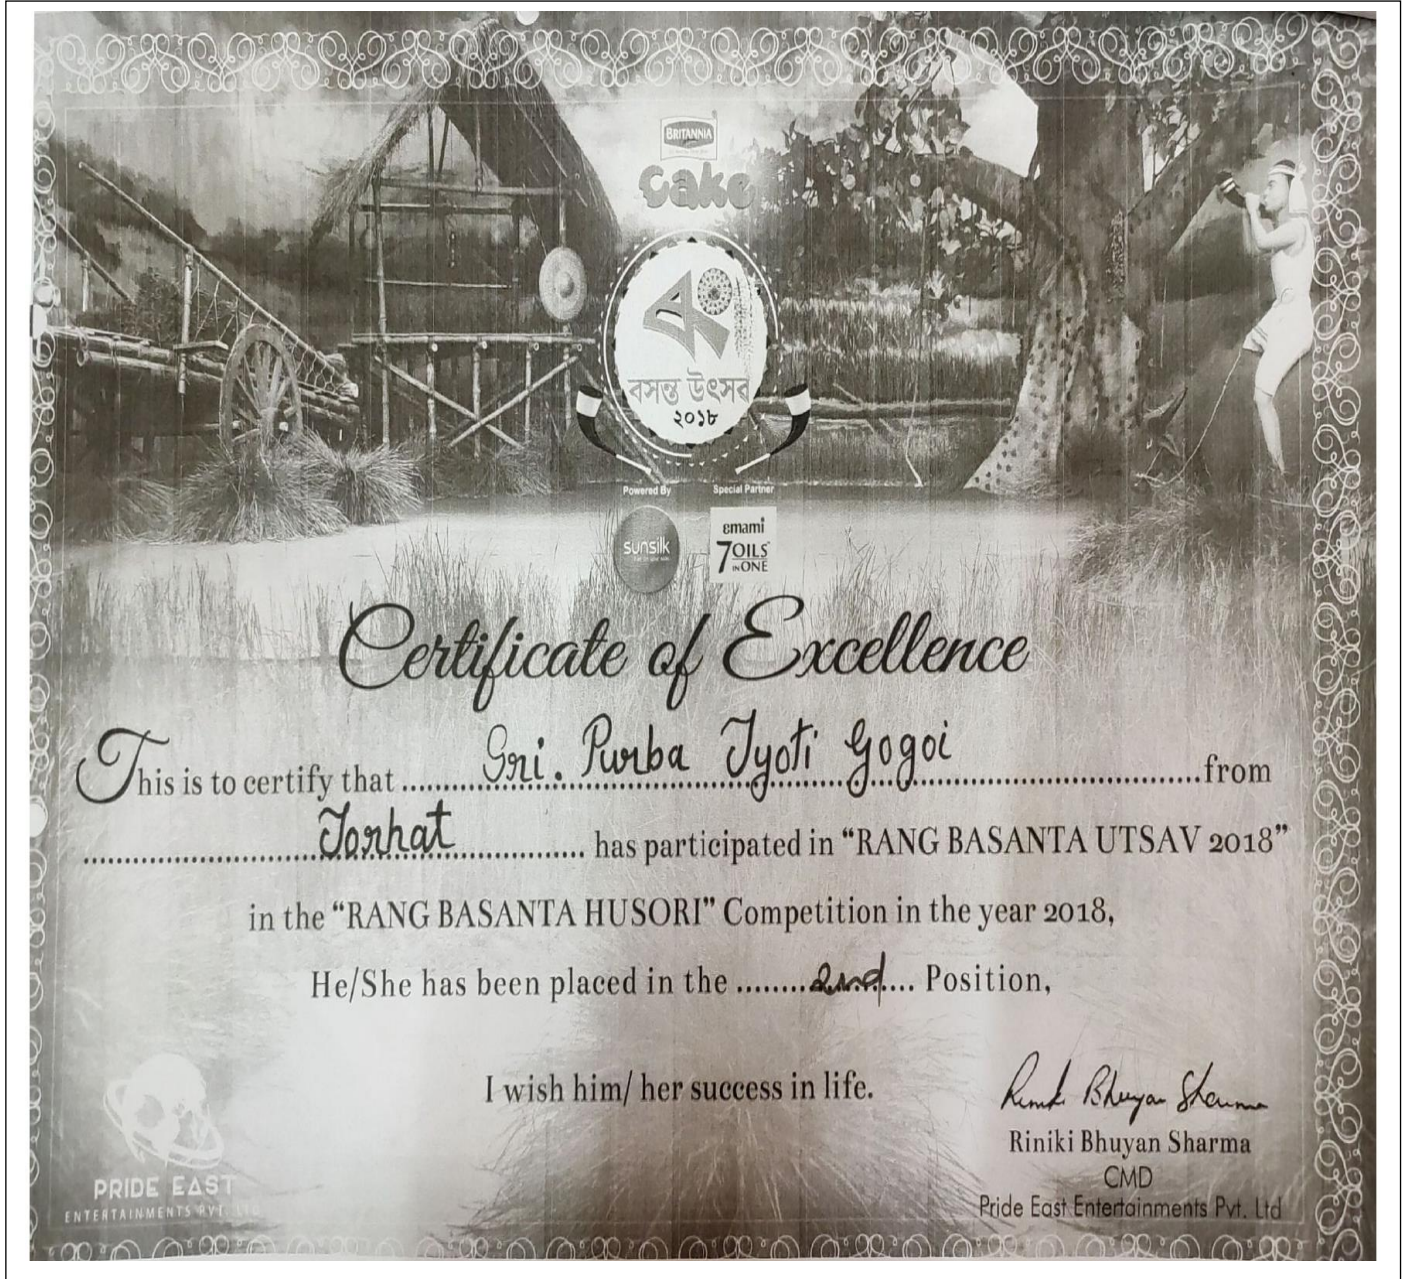 BRITANNIA
Cake
ৰং
বসন্ত উৎসৱ
২০১৮
Powered By Special Partner
sunsilk
emami
7 OILS
IN ONE
Certificate of Excellence
This is to certify that ..........Sri. Purba Jyoti Gogoi..........from
..........Jorhat.......... has participated in “RANG BASANTA UTSAV 2018”
in the “RANG BASANTA HUSORI” Competition in the year 2018,
He/She has been placed in the ........2nd.... Position,
I wish him/ her success in life.
Riniki Bhuyan Sharma
Riniki Bhuyan Sharma
CMD
Pride East Entertainments Pvt. Ltd
PRIDE EAST
ENTERTAINMENTS PVT. LTD